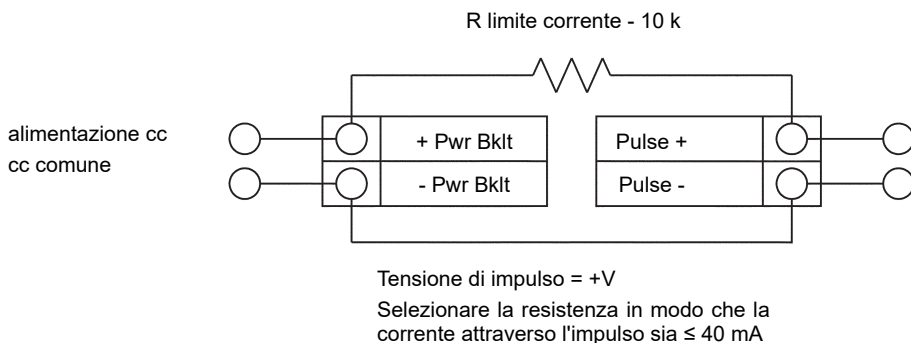 R limite corrente - 10 k
alimentazione cc
cc comune
+ Pwr Bklt
Pulse +
- Pwr Bklt
Pulse -
Tensione di impulso = +V
Selezionare la resistenza in modo che la
corrente attraverso l'impulso sia ≤ 40 mA